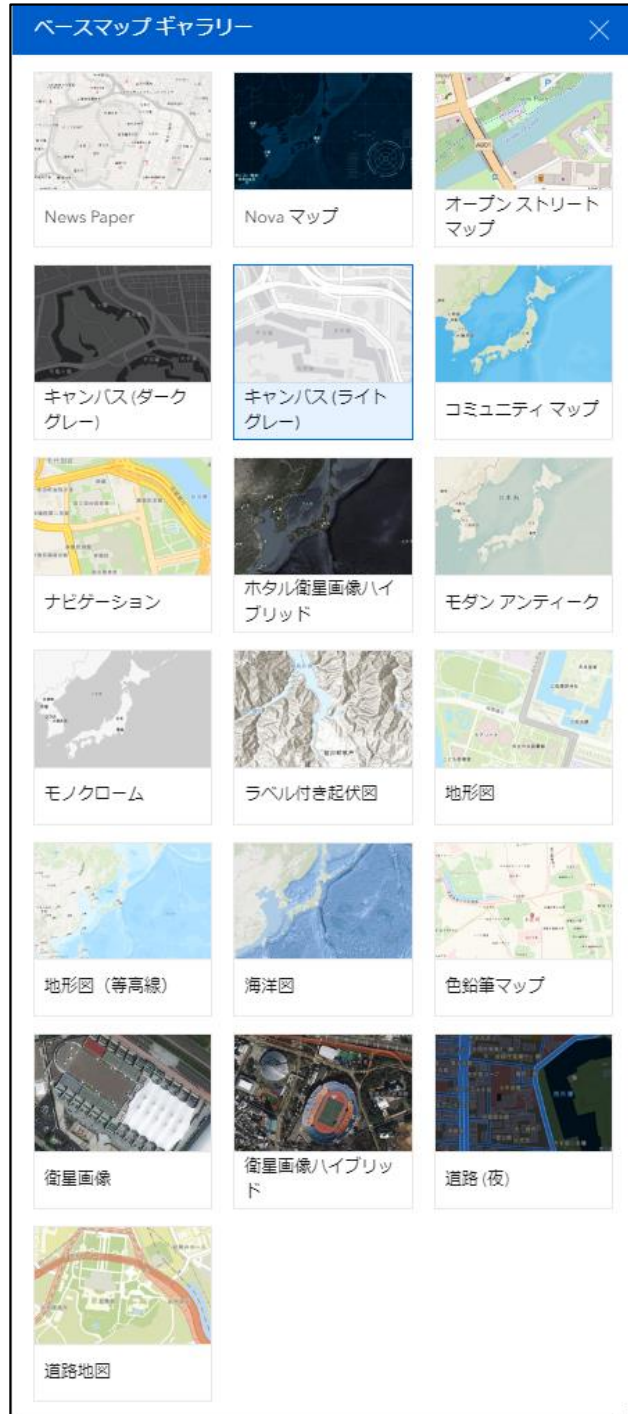 ベースマップ ギャラリー
News Paper
Nova マップ
オープン ストリート
マップ
キャンバス (ダーク
グレー)
キャンバス (ライト
グレー)
コミュニティ マップ
ナビゲーション
ホタル衛星画像ハイ
ブリッド
モダン アンティーク
モノクローム
ラベル付き起伏図
地形図
地形図（等高線）
海洋図
色鉛筆マップ
衛星画像
衛星画像ハイブリッ
ド
道路 (夜)
道路地図